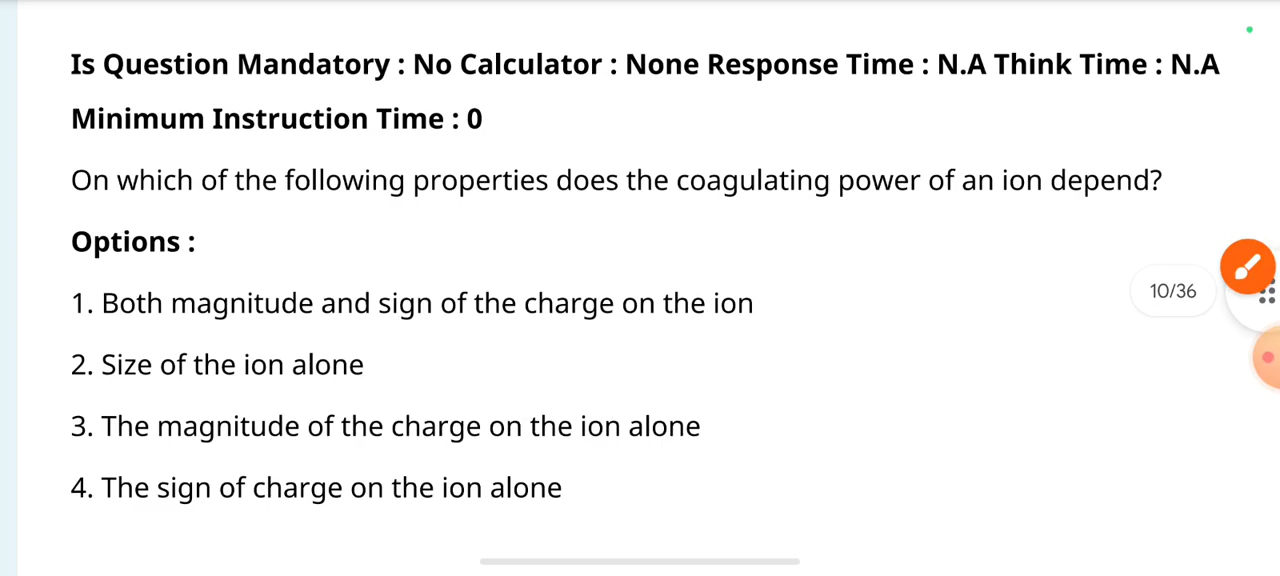 Is Question Mandatory : No Calculator : None Response Time : N.A Think Time : N.A
Minimum Instruction Time : 0
On which of the following properties does the coagulating power of an ion depend?
Options :
1. Both magnitude and sign of the charge on the ion
10/36
2. Size of the ion alone
3. The magnitude of the charge on the ion alone
4. The sign of charge on the ion alone